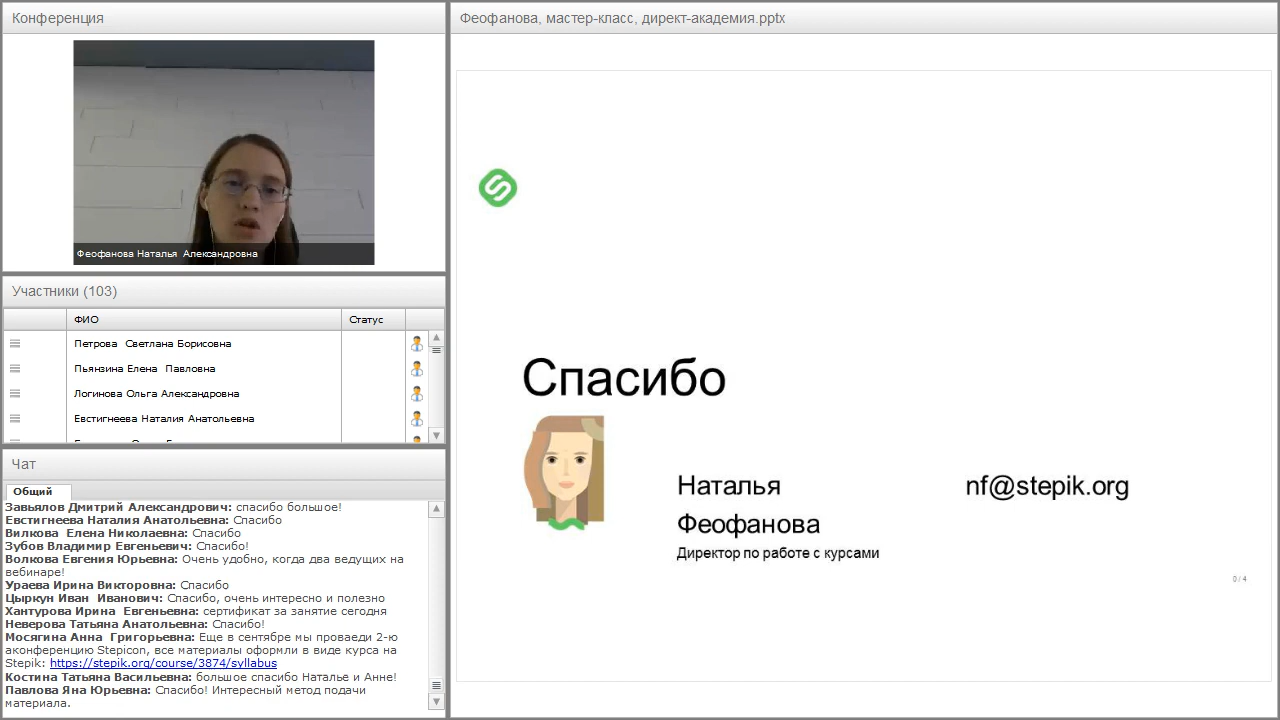 Конференция
Феофанова Наталья  Александровна
Участники (103)
ФИО
Статус
Петрова  Светлана Борисовна
Пьянзина Елена  Павловна
Логинова Ольга Александровна
Евстигнеева Наталия Анатольевна
Чат
Общий
Завьялов Дмитрий  Александрович: спасибо большое!
Евстигнеева Наталия Анатольевна: Спасибо
Вилкова  Елена Николаевна: Спасибо
Зубов Владимир Евгеньевич: Спасибо!
Волкова Евгения Юрьевна: Очень удобно, когда два ведущих на
вебинаре!
Ураева Ирина Викторовна: Спасибо
Цыркун Иван  Иванович: Спасибо, очень интересно и полезно
Хантурова Ирина  Евгеньевна: сертификат за занятие сегодня
Неверова Татьяна Анатольевна: Спасибо!
Мосягина Анна  Григорьевна: Еще в сентябре мы проваеди 2-ю
аконференцию Stepicon, все материалы оформли в виде курса на
Stepik: https://stepik.org/course/3874/syllabus
Костина Татьяна Васильевна: большое спасибо Наталье и Анне!
Павлова Яна Юрьевна: Спасибо! Интересный метод подачи
материала.
Феофанова, мастер-класс, директ-академия.pptx
Спасибо
Наталья
Феофанова
Директор по работе с курсами
nf@stepik.org
0 / 4